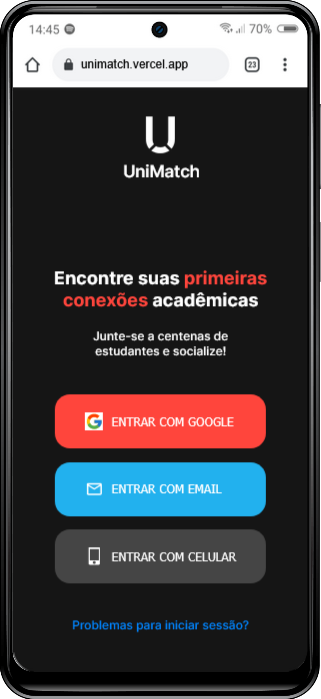 14:45 70%
unimatch.vercel.app 23
U
UniMatch
Encontre suas primeiras
conexões acadêmicas
Junte-se a centenas de
estudantes e socialize!
G ENTRAR COM GOOGLE
ENTRAR COM EMAIL
ENTRAR COM CELULAR
Problemas para iniciar sessão?